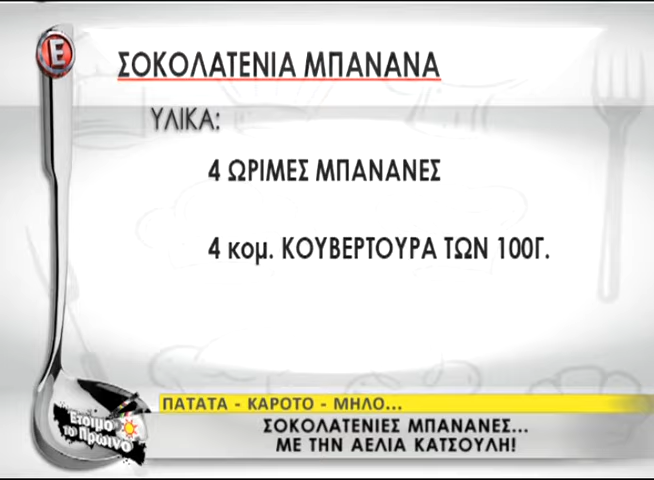 E
ΣΟΚΟΛΑΤΕΝΙΑ ΜΠΑΝΑΝΑ
ΥΛΙΚΑ:
4 ΩΡΙΜΕΣ ΜΠΑΝΑΝΕΣ
4 κομ. ΚΟΥΒΕΡΤΟΥΡΑ ΤΩΝ 100Γ.
ΠΑΤΑΤΑ - ΚΑΡΟΤΟ - ΜΗΛΟ...
ΣΟΚΟΛΑΤΕΝΙΕΣ ΜΠΑΝΑΝΕΣ...
ΜΕ ΤΗΝ ΑΕΛΙΑ ΚΑΤΣΟΥΛΗ!
Έτοιμο
το Πρωινό